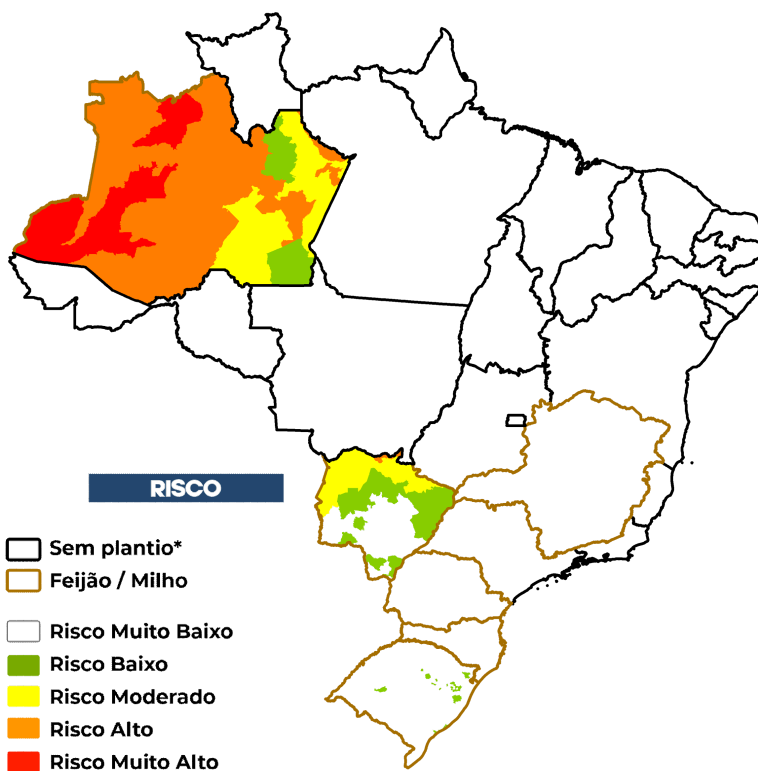 RISCO
Sem plantio*
Feijão / Milho
Risco Muito Baixo
Risco Baixo
Risco Moderado
Risco Alto
Risco Muito Alto